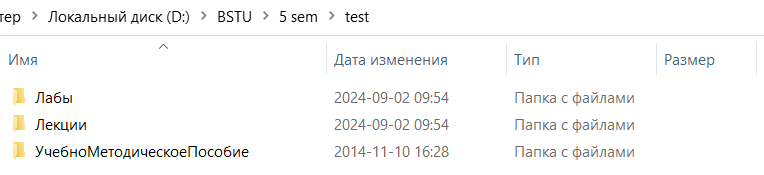 тер > Локальный диск (D:) > BSTU > 5 sem > test
Имя Дата изменения Тип Размер
Лабы 2024-09-02 09:54 Папка с файлами
Лекции 2024-09-02 09:54 Папка с файлами
УчебноМетодическоеПособие 2014-11-10 16:28 Папка с файлами